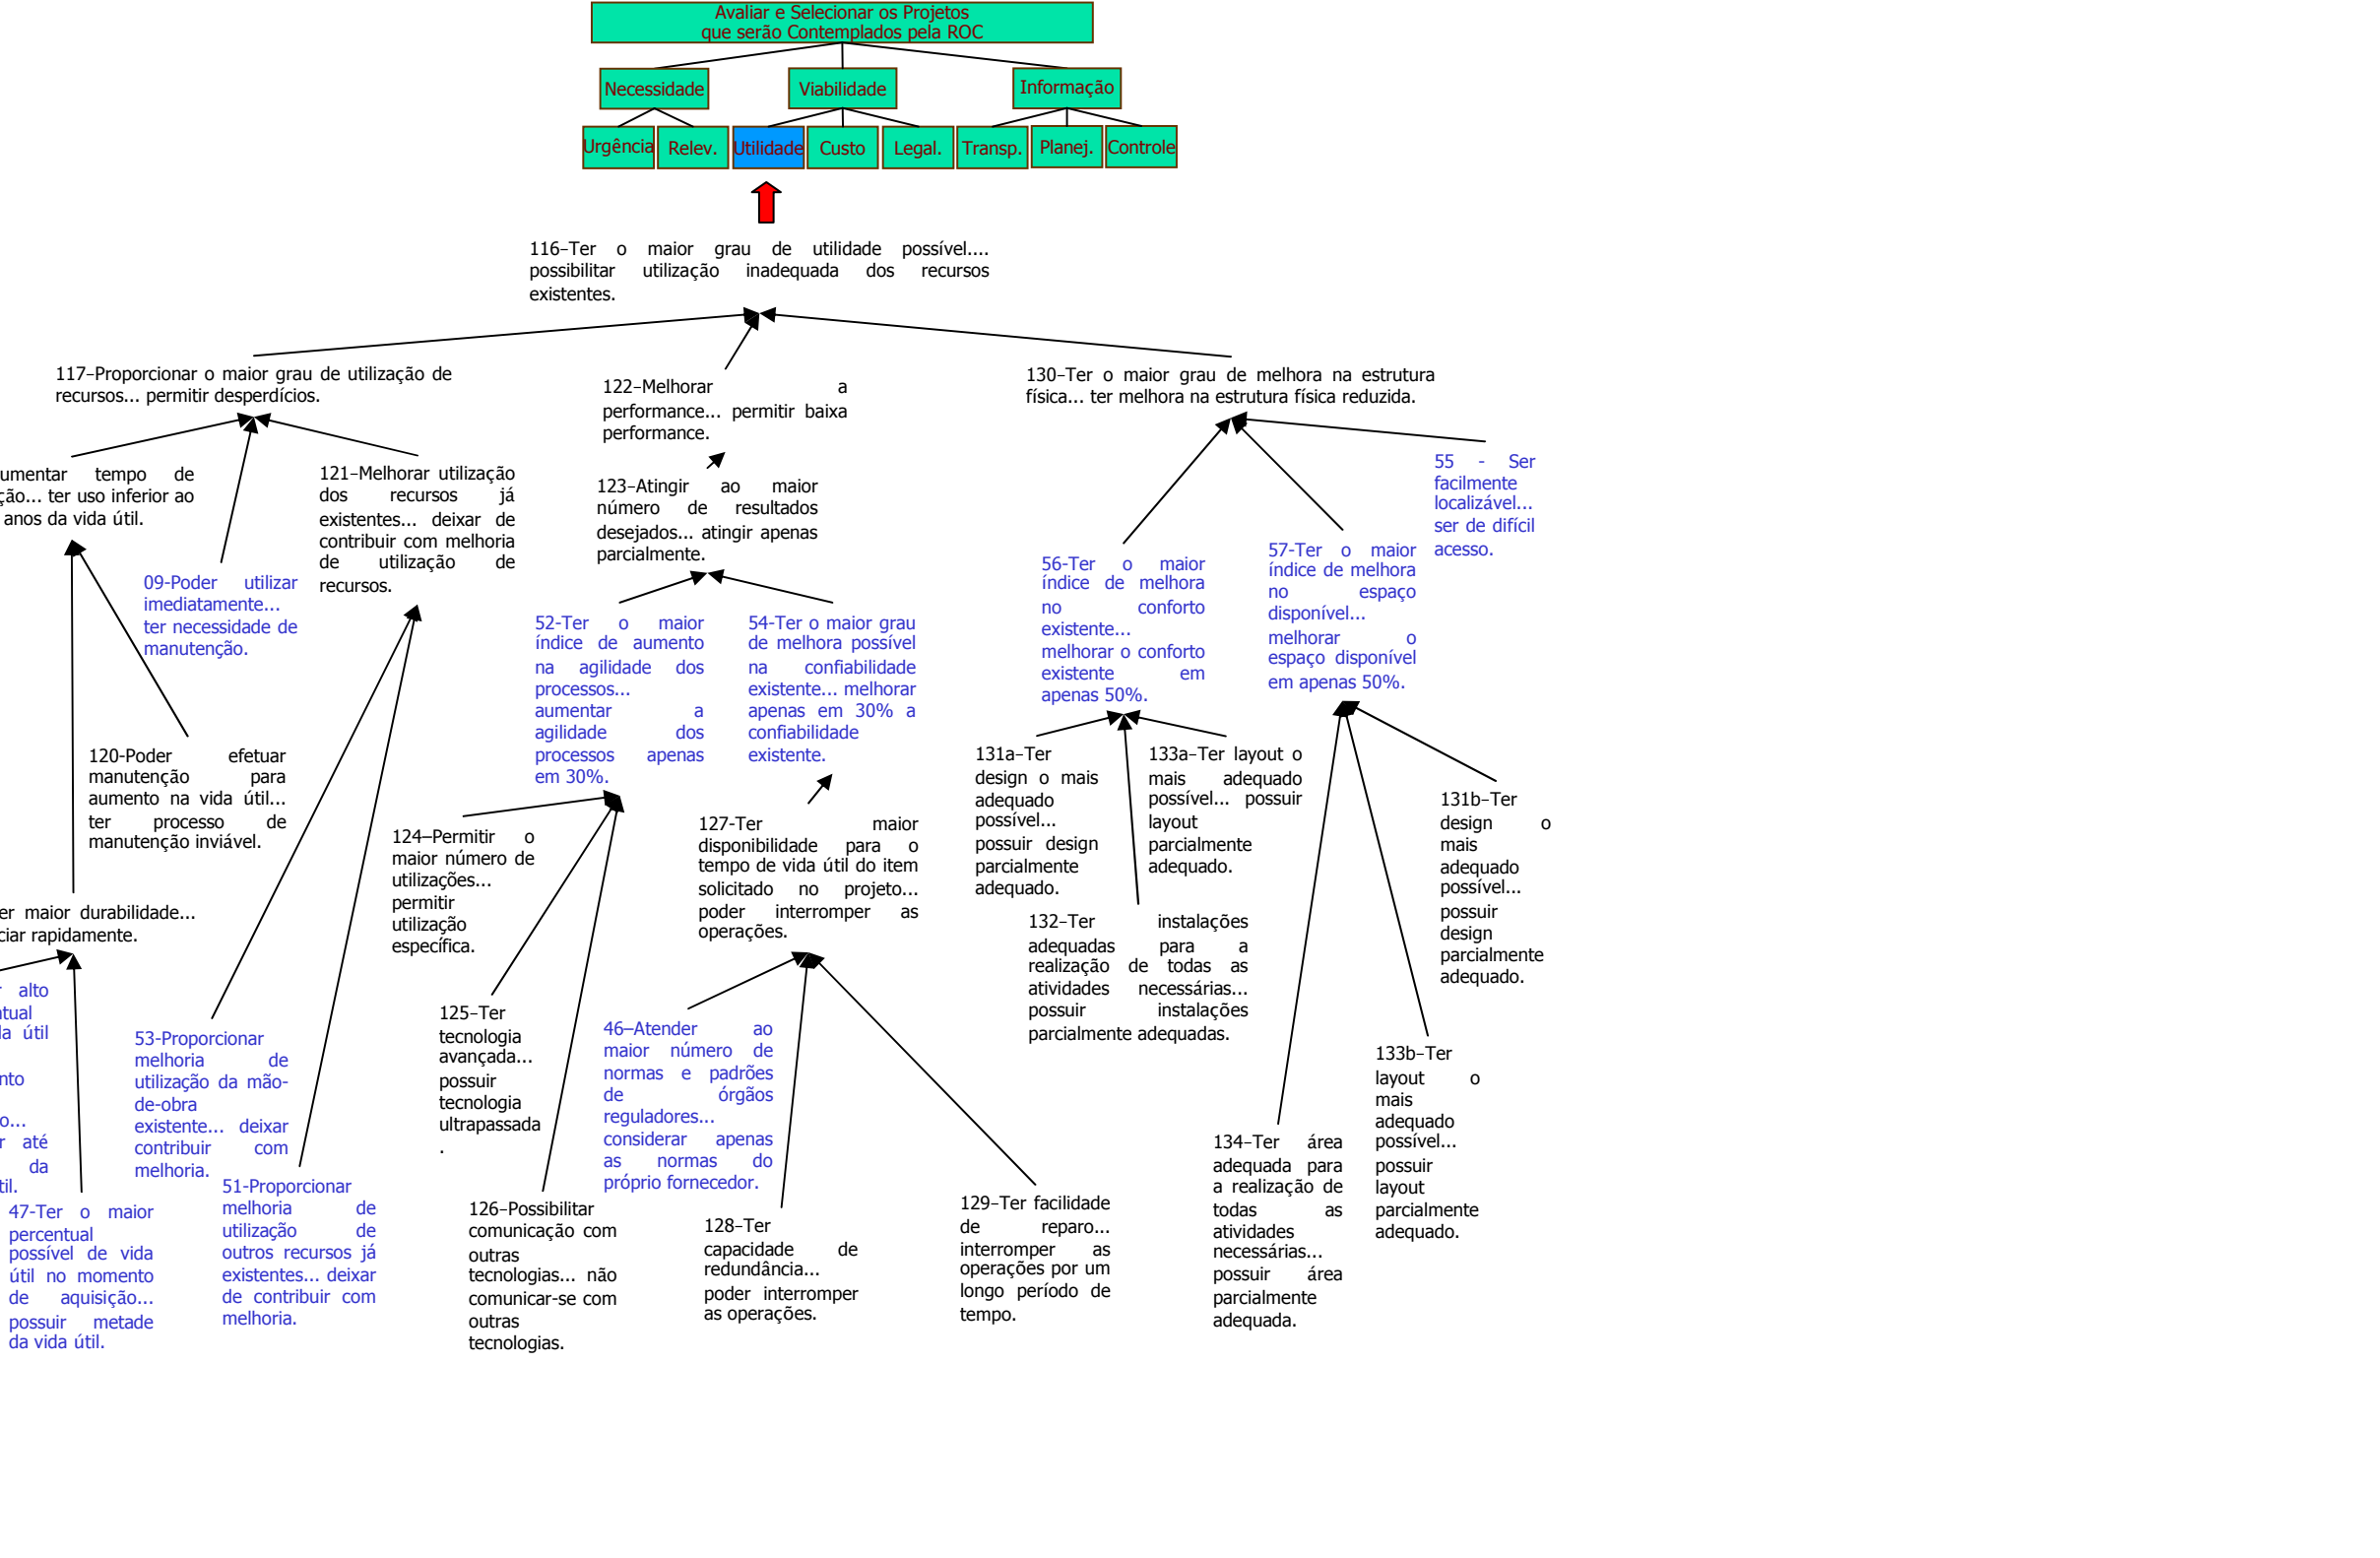 Avaliar e Selecionar os Projetos
que serão Contemplados pela ROC
Necessidade
Viabilidade
Informação
Urgência
Relev.
Utilidade
Custo
Legal.
Transp.
Planej.
Controle
116–Ter o maior grau de utilidade possível....
possibilitar utilização inadequada dos recursos
existentes.
117–Proporcionar o maior grau de utilização de
recursos... permitir desperdícios.
122–Melhorar a
performance... permitir baixa
performance.
130–Ter o maior grau de melhora na estrutura
física... ter melhora na estrutura física reduzida.
tempo de
ter uso inferior ao
anos da vida útil.
09-Poder utilizar
imediatamente...
ter necessidade de
manutenção.
121–Melhorar utilização
dos recursos já
existentes... deixar de
contribuir com melhoria
de utilização de
recursos.
123–Atingir ao maior
número de resultados
desejados... atingir apenas
parcialmente.
55 - Ser
facilmente
localizável...
ser de difícil
acesso.
52-Ter o maior
índice de aumento
na agilidade dos
processos...
aumentar a
agilidade dos
processos apenas
em 30%.
54-Ter o maior grau
de melhora possível
na confiabilidade
existente... melhorar
apenas em 30% a
confiabilidade
existente.
56-Ter o maior
índice de melhora
no conforto
existente...
melhorar o conforto
existente em
apenas 50%.
57-Ter o maior
índice de melhora
no espaço
disponível...
melhorar o
espaço disponível
em apenas 50%.
120-Poder efetuar
manutenção para
aumento na vida útil...
ter processo de
manutenção inviável.
124–Permitir o
maior número de
utilizações...
permitir
utilização
específica.
127-Ter maior
disponibilidade para o
tempo de vida útil do item
solicitado no projeto...
poder interromper as
operações.
131a–Ter
design o mais
adequado
possível...
possuir design
parcialmente
adequado.
133a–Ter layout o
mais adequado
possível... possuir
layout
parcialmente
adequado.
131b–Ter
design o
mais
adequado
possível...
possuir
design
parcialmente
adequado.
maior durabilidade...
rapidamente.
132–Ter instalações
adequadas para a
realização de todas as
atividades necessárias...
possuir instalações
parcialmente adequadas.
alto
útil
até
da
47-Ter o maior
percentual
possível de vida
útil no momento
de aquisição...
possuir metade
da vida útil.
53-Proporcionar
melhoria de
utilização da mão-
de-obra
existente... deixar
contribuir com
melhoria.
51-Proporcionar
melhoria de
utilização de
outros recursos já
existentes... deixar
de contribuir com
melhoria.
125–Ter
tecnologia
avançada...
possuir
tecnologia
ultrapassada
.
126–Possibilitar
comunicação com
outras
tecnologias... não
comunicar-se com
outras
tecnologias.
46–Atender ao
maior número de
normas e padrões
de órgãos
reguladores...
considerar apenas
as normas do
próprio fornecedor.
128–Ter
capacidade de
redundância...
poder interromper
as operações.
129–Ter facilidade
de reparo...
interromper as
operações por um
longo período de
tempo.
134–Ter área
adequada para
a realização de
todas as
atividades
necessárias...
possuir área
parcialmente
adequada.
133b–Ter
layout o
mais
adequado
possível...
possuir
layout
parcialmente
adequado.